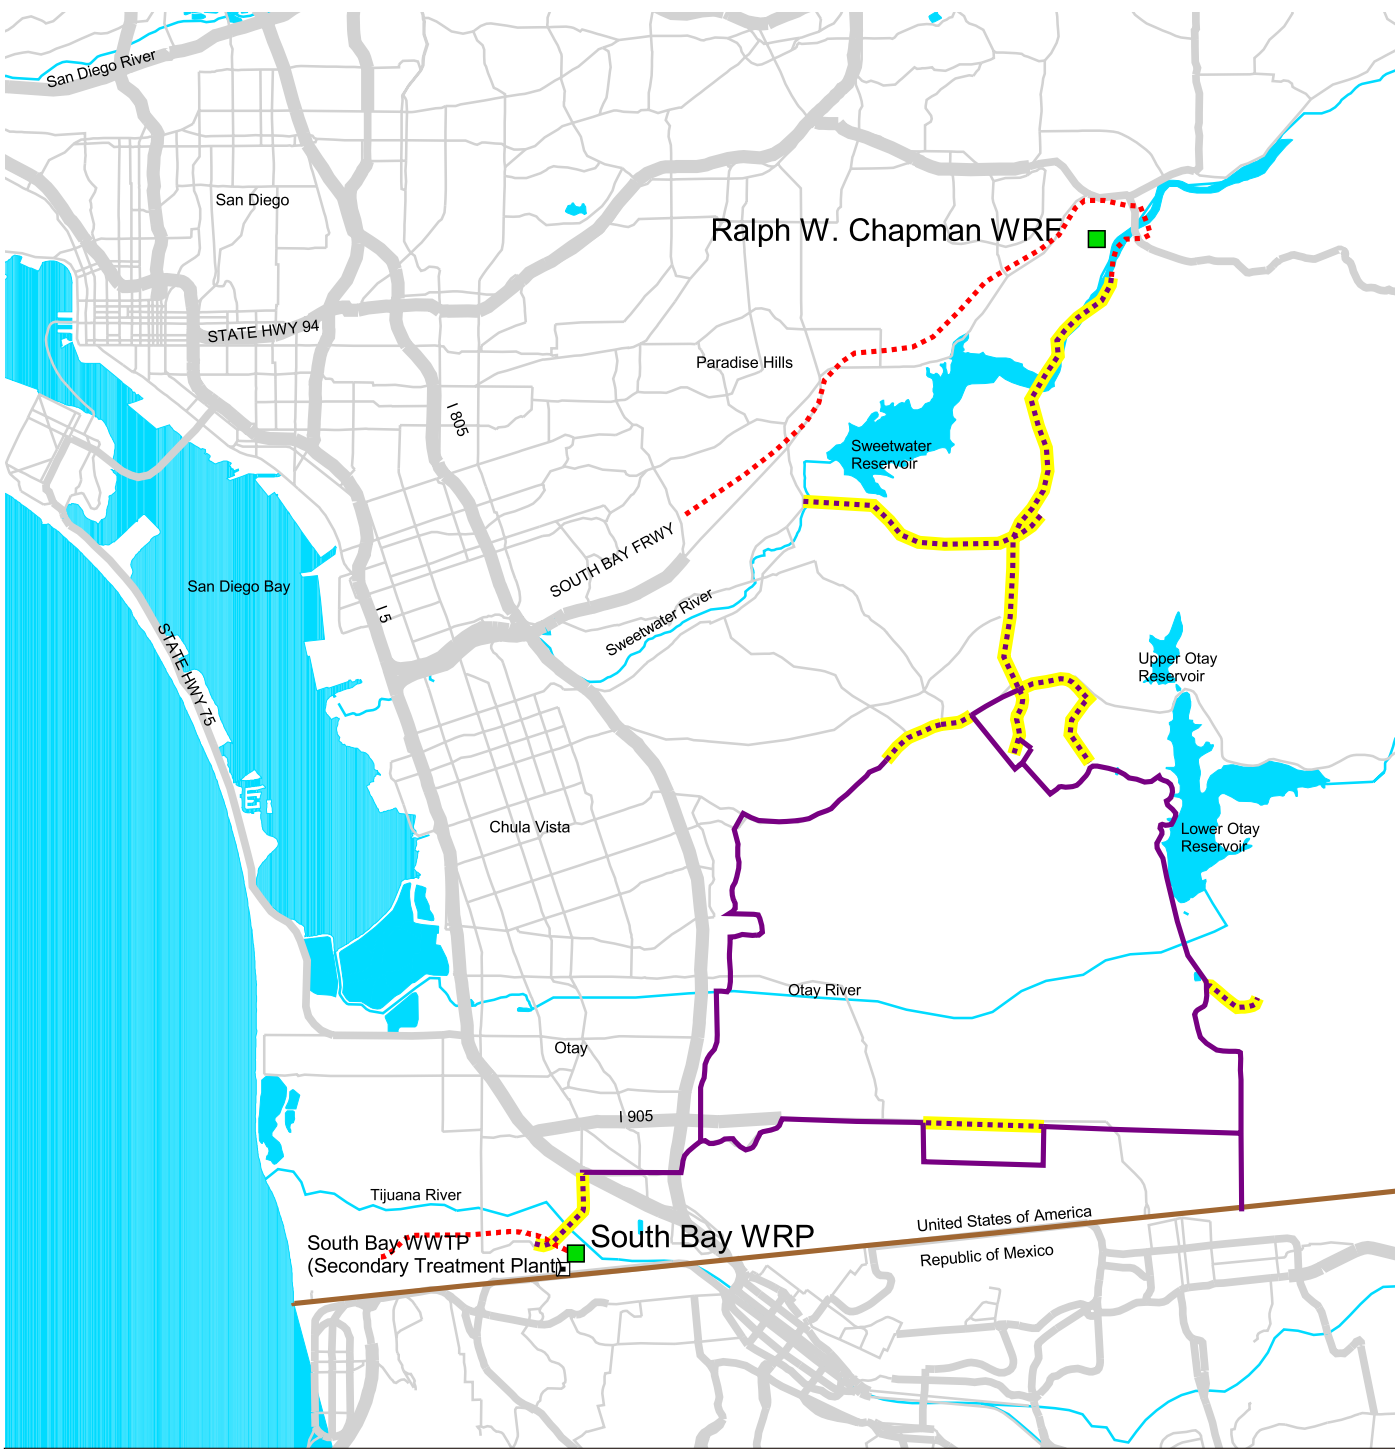 San Diego River
San Diego
Ralph W. Chapman WRF
STATE HWY 94
Paradise Hills
I 805
Sweetwater
Reservoir
SOUTH BAY FRWY
San Diego Bay
I 5
Sweetwater River
STATE HWY 75
Upper Otay
Reservoir
Chula Vista
Lower Otay
Reservoir
Otay River
Otay
I 905
Tijuana River
United States of America
South Bay WRP
South Bay WWTP
(Secondary Treatment Plant)
Republic of Mexico